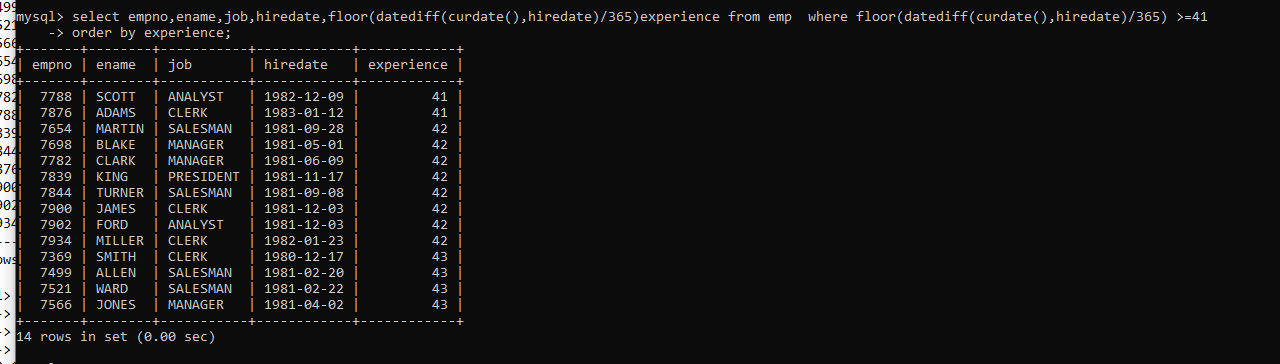 mysql> select empno,ename,job,hiredate,floor(datediff(curdate(),hiredate)/365)experience from emp  where floor(datediff(curdate(),hiredate)/365) >=41
    -> order by experience;
+-------+--------+-----------+------------+------------+
| empno | ename  | job       | hiredate   | experience |
+-------+--------+-----------+------------+------------+
|  7788 | SCOTT  | ANALYST   | 1982-12-09 |         41 |
|  7876 | ADAMS  | CLERK     | 1983-01-12 |         41 |
|  7654 | MARTIN | SALESMAN  | 1981-09-28 |         42 |
|  7698 | BLAKE  | MANAGER   | 1981-05-01 |         42 |
|  7782 | CLARK  | MANAGER   | 1981-06-09 |         42 |
|  7839 | KING   | PRESIDENT | 1981-11-17 |         42 |
|  7844 | TURNER | SALESMAN  | 1981-09-08 |         42 |
|  7900 | JAMES  | CLERK     | 1981-12-03 |         42 |
|  7902 | FORD   | ANALYST   | 1981-12-03 |         42 |
|  7934 | MILLER | CLERK     | 1982-01-23 |         42 |
|  7369 | SMITH  | CLERK     | 1980-12-17 |         43 |
|  7499 | ALLEN  | SALESMAN  | 1981-02-20 |         43 |
|  7521 | WARD   | SALESMAN  | 1981-02-22 |         43 |
|  7566 | JONES  | MANAGER   | 1981-04-02 |         43 |
+-------+--------+-----------+------------+------------+
14 rows in set (0.00 sec)